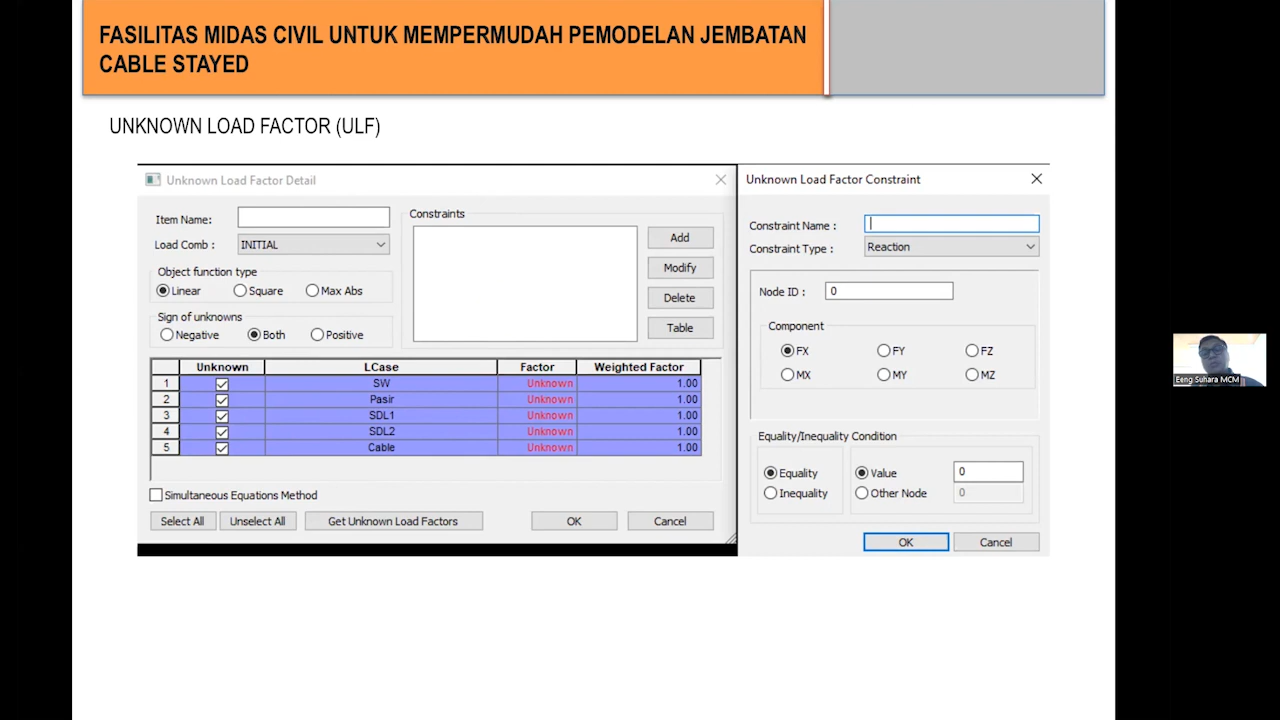 FASILITAS MIDAS CIVIL UNTUK MEMPERMUDAH PEMODELAN JEMBATAN
CABLE STAYED
UNKNOWN LOAD FACTOR (ULF)
Unknown Load Factor Detail
Item Name:
Load Comb : INITIAL
Object function type
Linear Square Max Abs
Sign of unknowns
Negative Both Positive
Constraints
Add
Modify
Delete
Table
Unknown LCase Factor Weighted Factor
1 SW Unknown 1.00
2 Pasir Unknown 1.00
3 SDL1 Unknown 1.00
4 SDL2 Unknown 1.00
5 Cable Unknown 1.00
Simultaneous Equations Method
Select All Unselect All Get Unknown Load Factors OK Cancel
Unknown Load Factor Constraint
Constraint Name :
Constraint Type : Reaction
Node ID : 0
Component
FX FY FZ
MX MY MZ
Equality/Inequality Condition
Equality Value 0
Inequality Other Node 0
OK Cancel
Eeng Suhara MCM